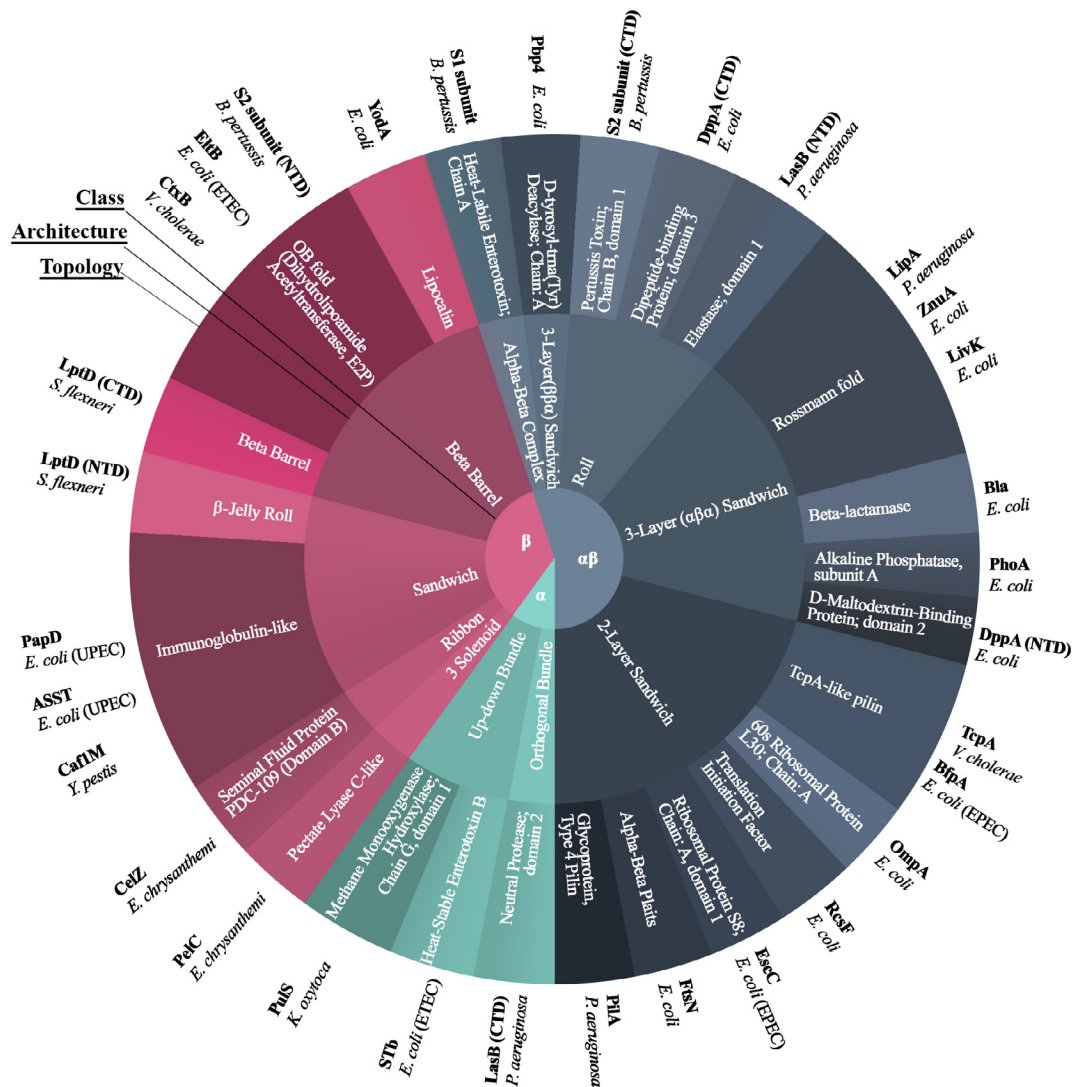 Class
Architecture
Topology
β
αβ
α
Beta Barrel
Sandwich
Ribbon
3 Solenoid
Up-down Bundle
Orthogonal Bundle
2-Layer Sandwich
3-Layer (αβα) Sandwich
Roll
3-Layer(ββα) Sandwich
Alpha-Beta Complex
Heat-Labile Enterotoxin;
Chain A
S1 subunit
B. pertussis
D-tyrosyl-trna(Tyr)
Deacylase; Chain: A
Pbp4
E. coli
Pertussis Toxin;
Chain B, domain 1
S2 subunit (CTD)
B. pertussis
Dipeptide-binding
Protein; domain 3
DppA (CTD)
E. coli
Elastase; domain 1
LasB (NTD)
P. aeruginosa
Rossmann fold
LipA
P. aeruginosa
ZnuA
E. coli
LivK
E. coli
Beta-lactamase
Bla
E. coli
Alkaline Phosphatase,
subunit A
PhoA
E. coli
D-Maltodextrin-Binding
Protein; domain 2
DppA (NTD)
E. coli
TcpA-like pilin
TcpA
V. cholerae
BfpA
E. coli (EPEC)
60s Ribosomal Protein
L30; Chain: A
OmpA
E. coli
Translation
Initiation Factor
RcsF
E. coli
Ribosomal Protein S8;
Chain: A, domain 1
EscC
E. coli (EPEC)
Alpha-Beta Plaits
FtsN
E. coli
Glycoprotein,
Type 4 Pilin
PilA
P. aeruginosa
Neutral Protease;
domain 2
LasB (CTD)
P. aeruginosa
Heat-Stable Enterotoxin B
STb
E. coli (ETEC)
Methane Monooxygenase
Hydroxylase;
Chain G, domain 1
PulS
K. oxytoca
Pectate Lyase C-like
PelC
E. chrysanthemi
Seminal Fluid Protein
PDC-109 (Domain B)
CelZ
E. chrysanthemi
Immunoglobulin-like
Caf1M
Y. pestis
ASST
E. coli (UPEC)
PapD
E. coli (UPEC)
β-Jelly Roll
LptD (NTD)
S. flexneri
Beta Barrel
LptD (CTD)
S. flexneri
OB fold
(Dihydrolipoamide
Acetyltransferase, E2P)
CtxB
V. cholerae
EltB
E. coli (ETEC)
S2 subunit (NTD)
B. pertussis
Lipocalin
YodA
E. coli